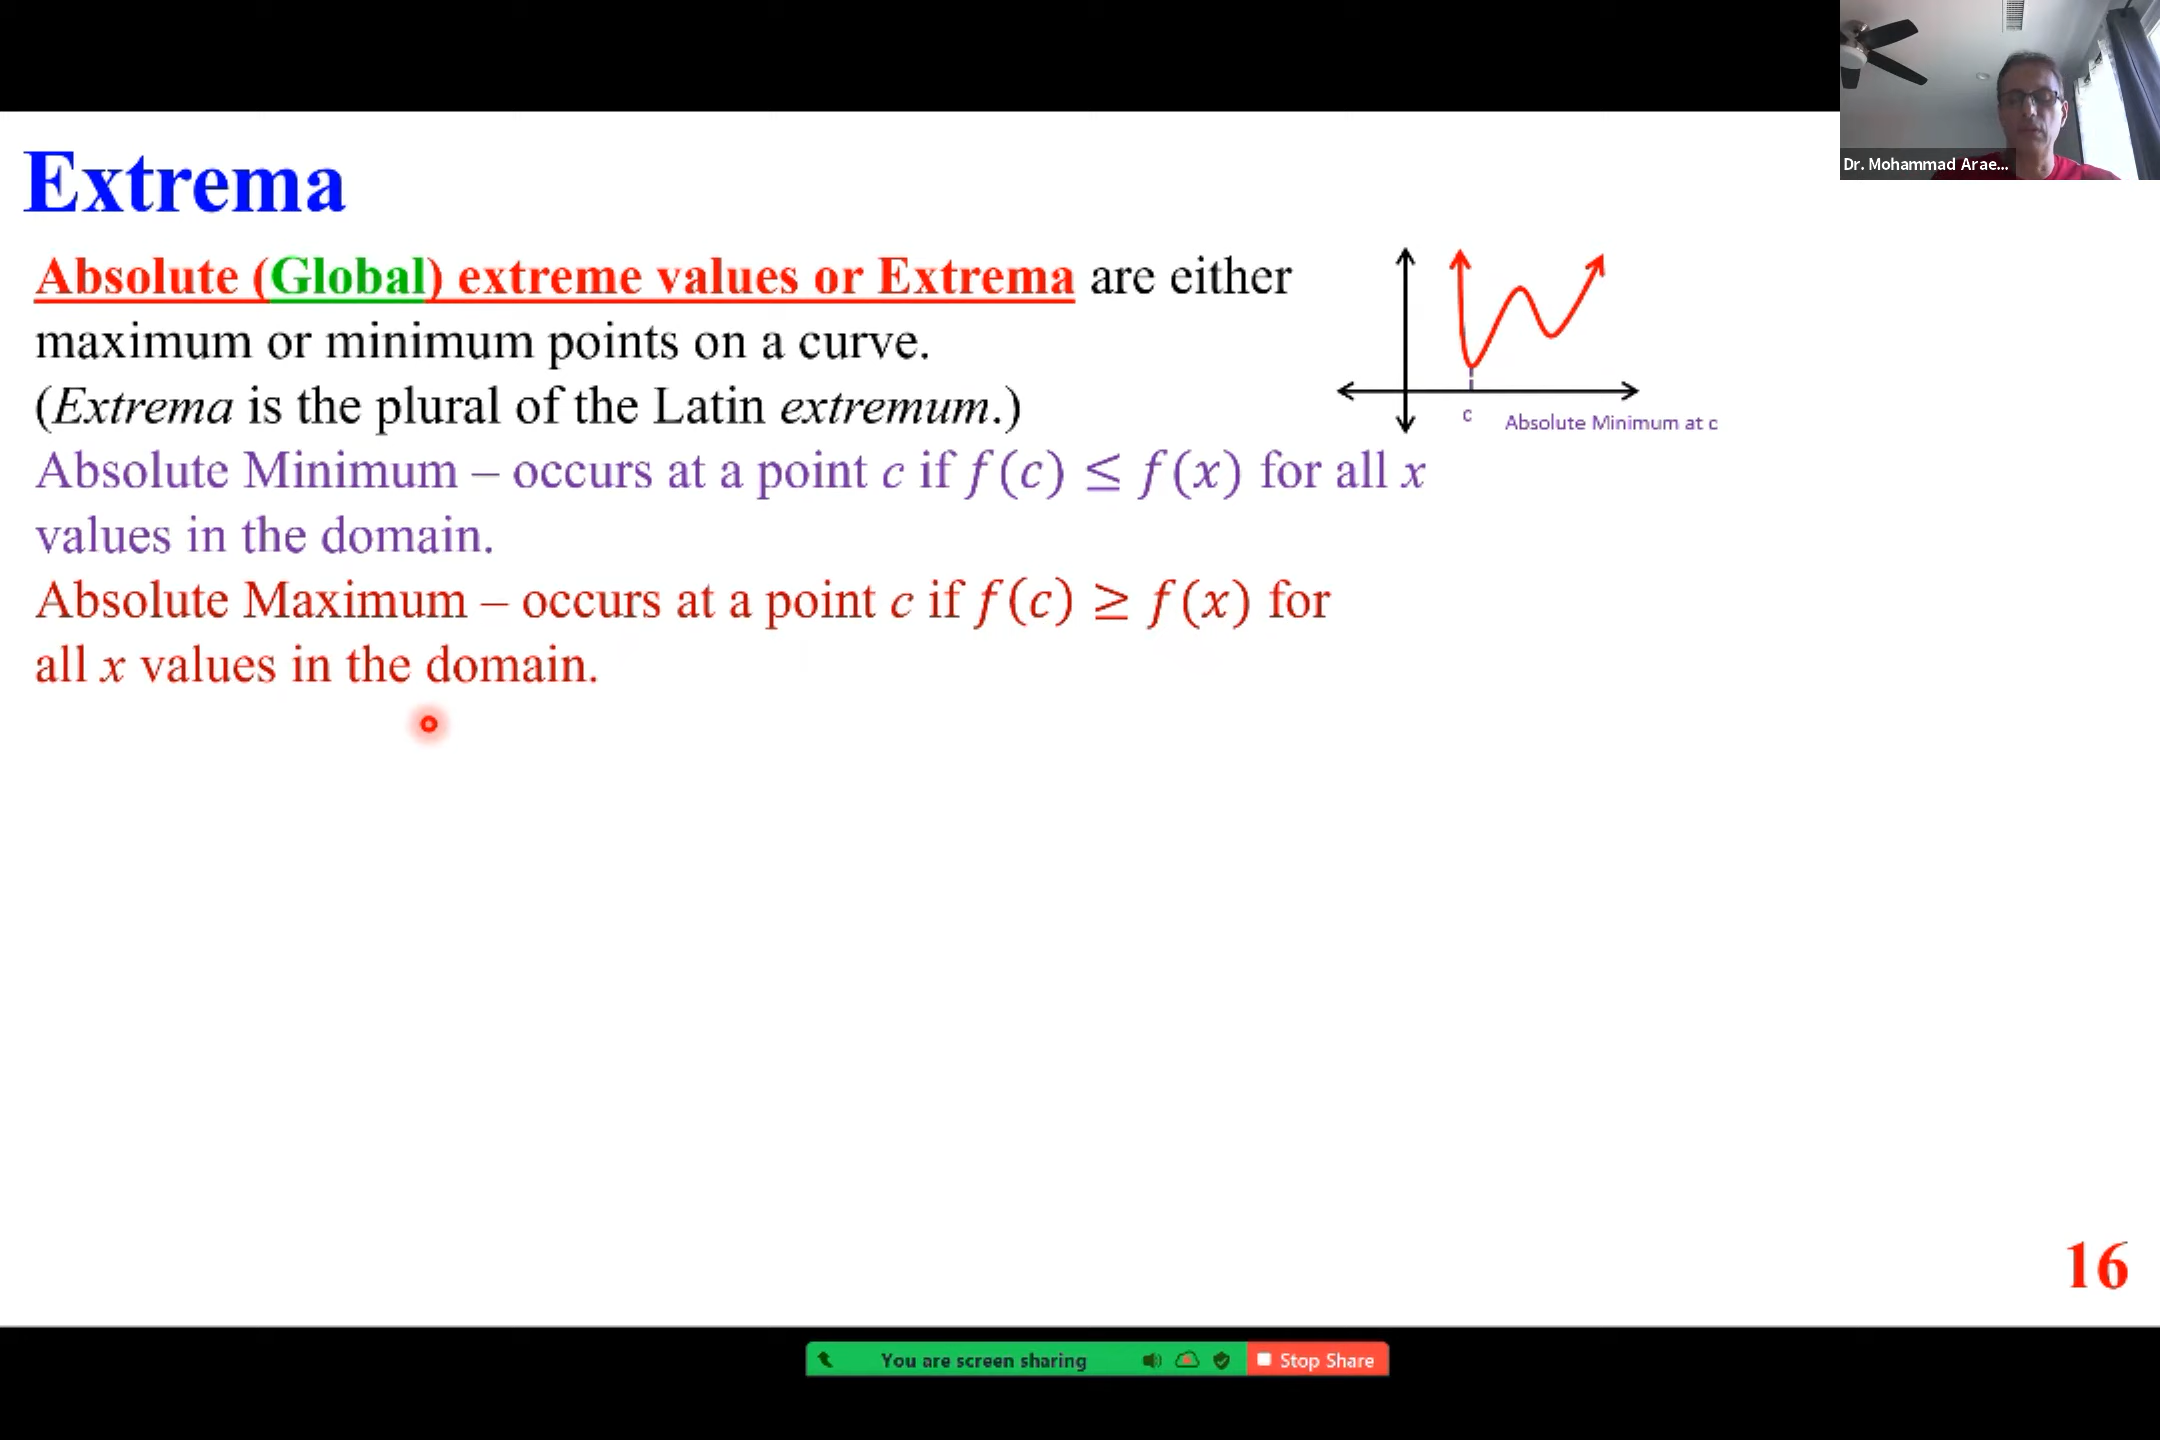 Dr. Mohammad Arae...
Extrema
Absolute (Global) extreme values or Extrema are either
maximum or minimum points on a curve.
(Extrema is the plural of the Latin extremum.)
c
Absolute Minimum at c
Absolute Minimum – occurs at a point c if f(c) ≤ f(x) for all x
values in the domain.
Absolute Maximum – occurs at a point c if f(c) ≥ f(x) for
all x values in the domain.
16
You are screen sharing
Stop Share